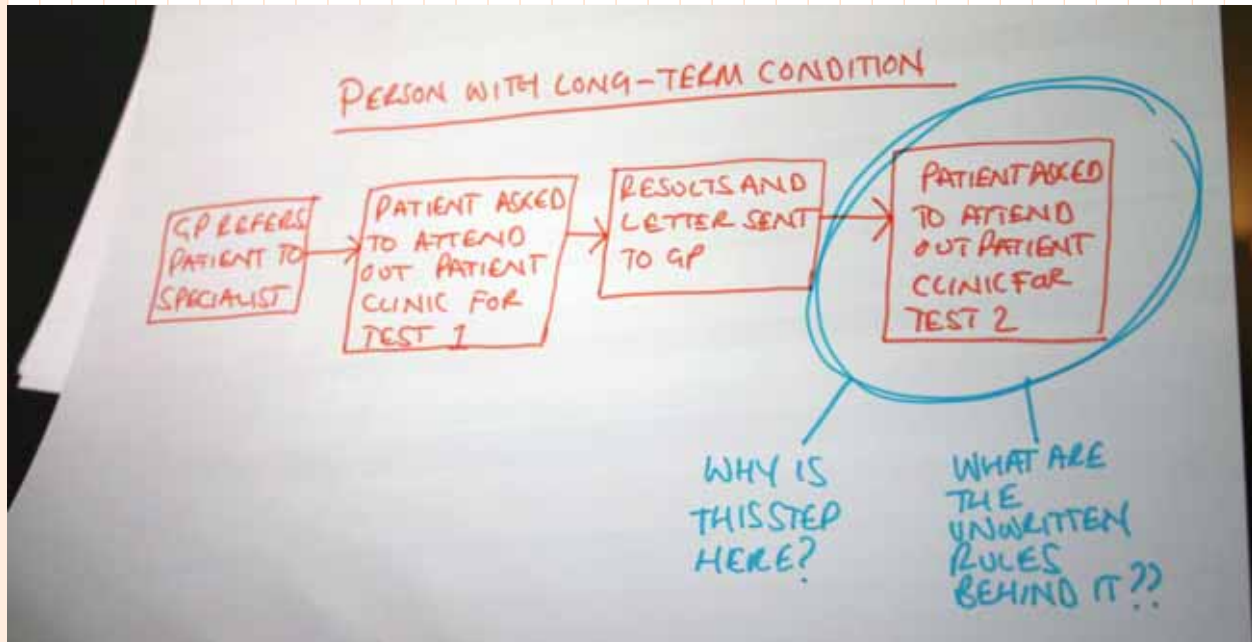 PERSON WITH LONG-TERM CONDITION
GP REFERS
PATIENT TO
SPECIALIST
PATIENT ASKED
TO ATTEND
OUT PATIENT
CLINIC FOR
TEST 1
RESULTS AND
LETTER SENT
TO GP
PATIENT ASKED
TO ATTEND
OUT PATIENT
CLINIC FOR
TEST 2
WHY IS
THIS STEP
HERE?
WHAT ARE
THE
UNWRITTEN
RULES
BEHIND IT??